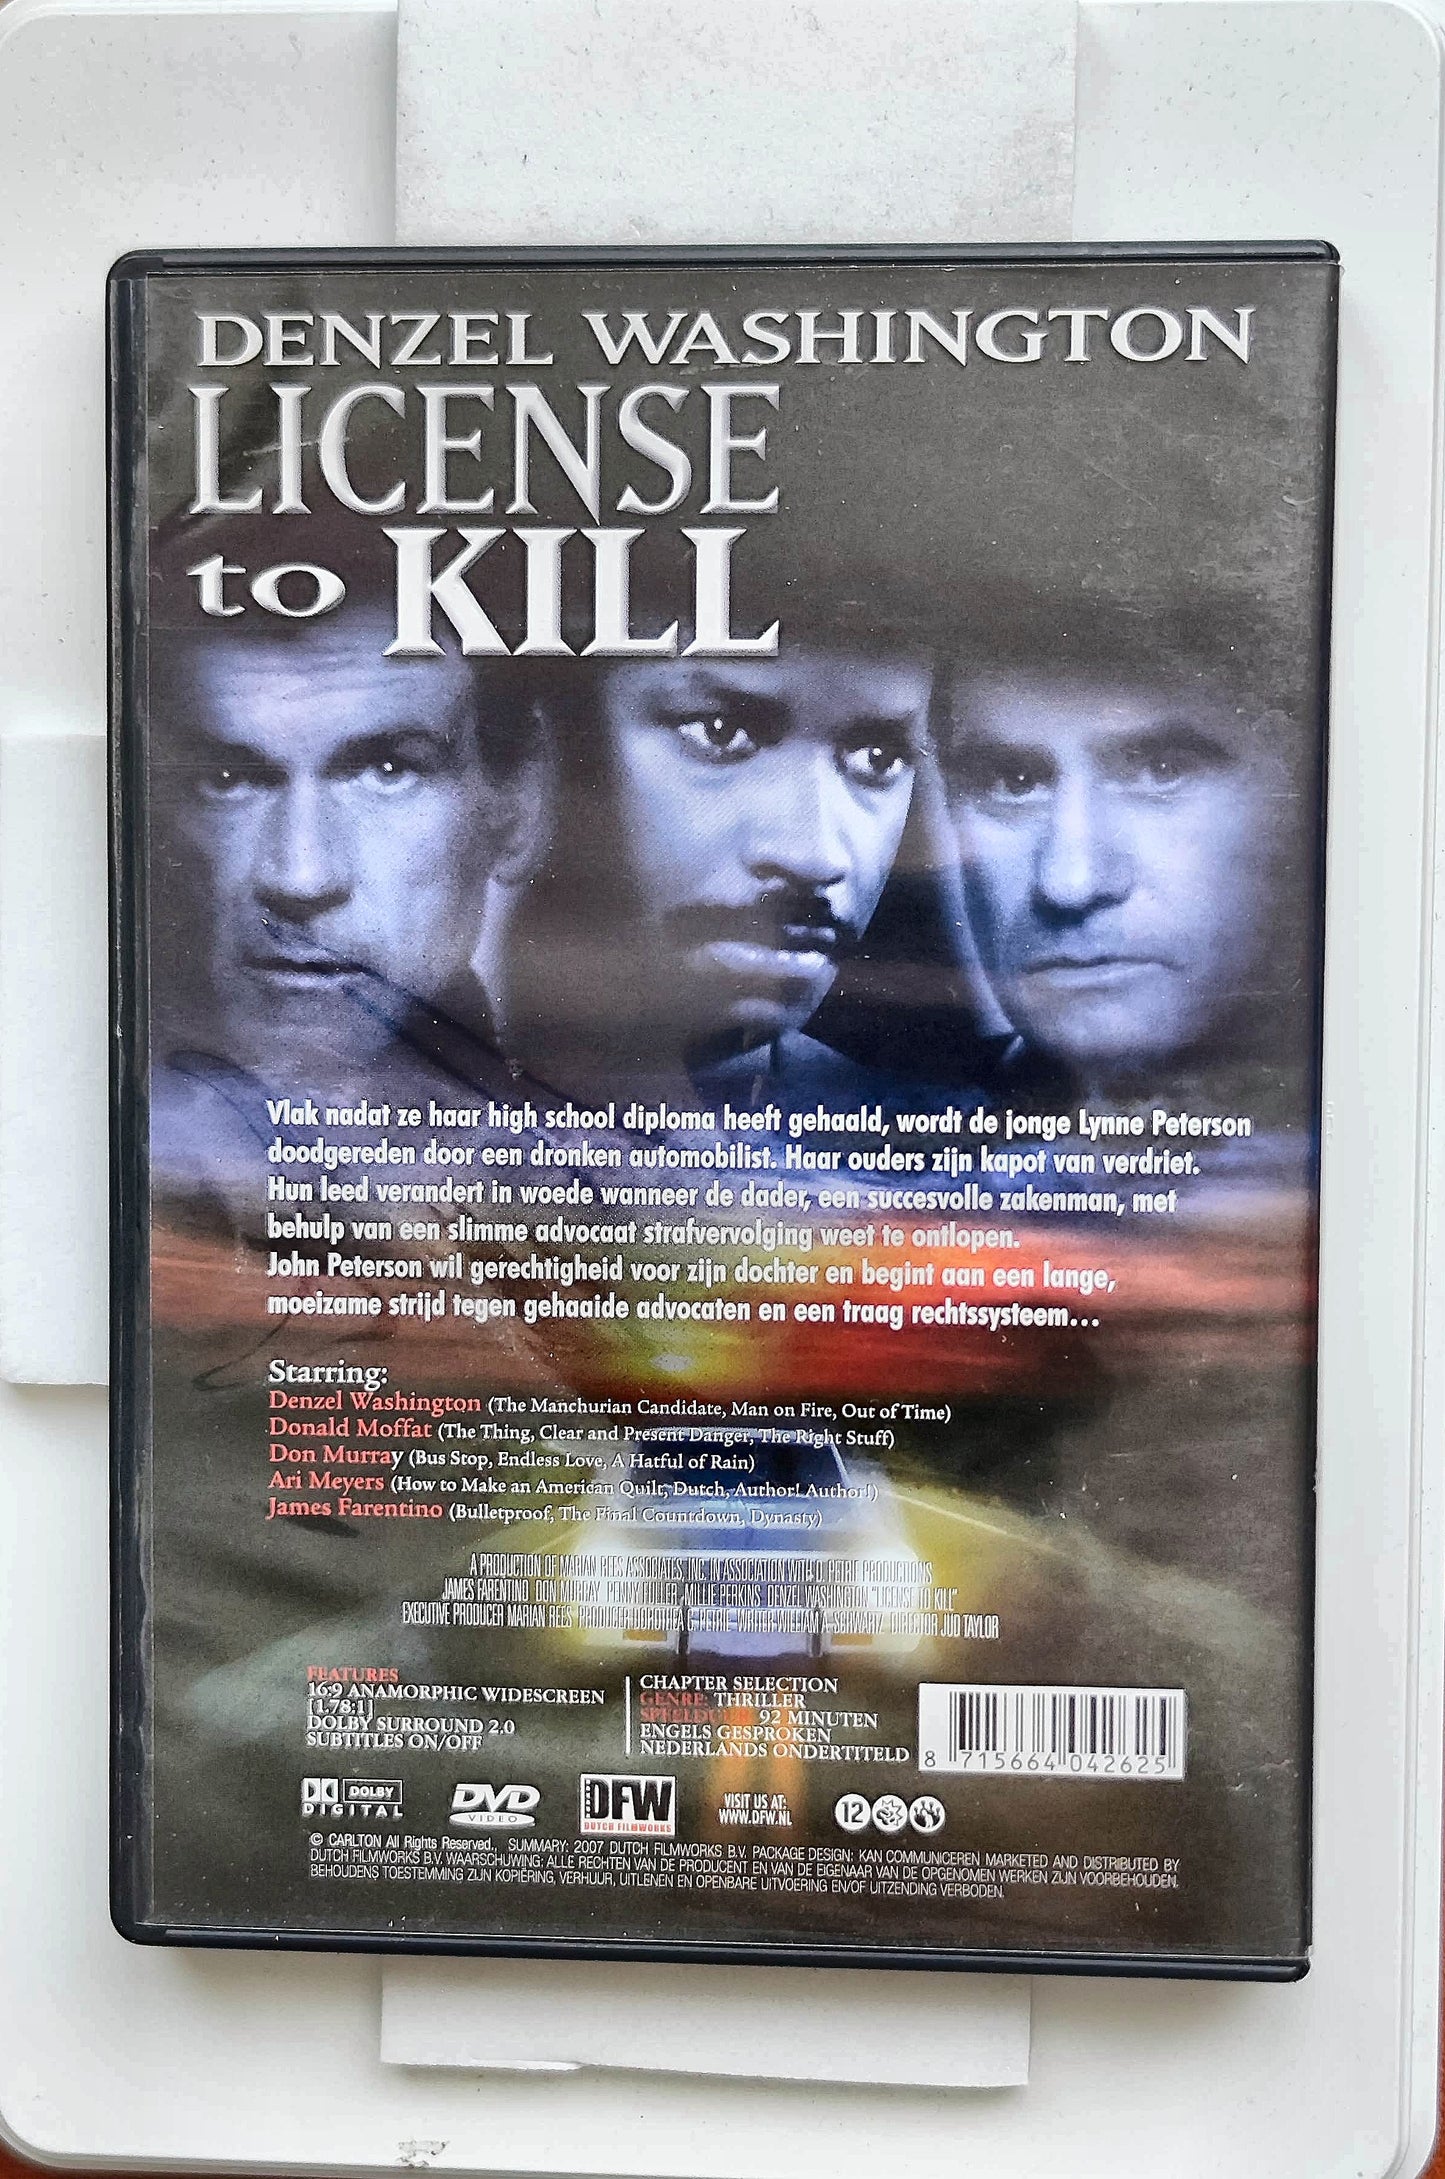 DENZEL WASHINGTON
LICENSE
to KILL
Vlak nadat ze haar high school diploma heeft gehaald, wordt de jonge Lynne Peterson
doodgereden door een dronken automobilist. Haar ouders zijn kapot van verdriet.
Hun leed verandert in woede wanneer de dader, een succesvolle zakenman, met
behulp van een slimme advocaat strafvervolging weet te ontlopen.
John Peterson wil gerechtigheid voor zijn dochter en begint aan een lange,
moeizame strijd tegen gehaaide advocaten en een traag rechtssysteem...
Starring:
Denzel Washington (The Manchurian Candidate, Man on Fire, Out of Time)
Donald Moffat (The Thing, Clear and Present Danger, The Right Stuff)
Don Murray (Bus Stop, Endless Love, A Hatful of Rain)
Ari Meyers (How to Make an American Quilt, Dutch, Author! Author!)
James Farentino (Bulletproof, The Final Countdown, Dynasty)
A PRODUCTION OF MARIAN REES ASSOCIATES, INC. IN ASSOCIATION WITH D. PETRIE PRODUCTIONS
JAMES FARENTINO DON MURRAY PENNY FULLER MILLIE PERKINS DENZEL WASHINGTON "LICENSE TO KILL"
EXECUTIVE PRODUCER MARIAN REES PRODUCER DOROTHEA G. PETRIE WRITER WILLIAM A. SCHWARTZ DIRECTOR JUD TAYLOR
FEATURES
16:9 ANAMORPHIC WIDESCREEN
[1.78:1]
DOLBY SURROUND 2.0
SUBTITLES ON/OFF
CHAPTER SELECTION
GENRE: THRILLER
SPEELDUUR: 92 MINUTEN
ENGELS GESPROKEN
NEDERLANDS ONDERTITELD
8 715664 042625
DOLBY
DIGITAL
DVD
VIDEO
DFW
DUTCH FILMWORKS
VISIT US AT:
WWW.DFW.NL
12
© CARLTON All Rights Reserved., SUMMARY: 2007 DUTCH FILMWORKS B.V. PACKAGE DESIGN: KAN COMMUNICEREN MARKETED AND DISTRIBUTED BY
DUTCH FILMWORKS B.V. WAARSCHUWING: ALLE RECHTEN VAN DE PRODUCENT EN VAN DE EIGENAAR VAN DE OPGENOMEN WERKEN ZIJN VOORBEHOUDEN.
BEHOUDENS TOESTEMMING ZIJN KOPIËRING, VERHUUR, UITLENEN EN OPENBARE UITVOERING EN/OF UITZENDING VERBODEN.